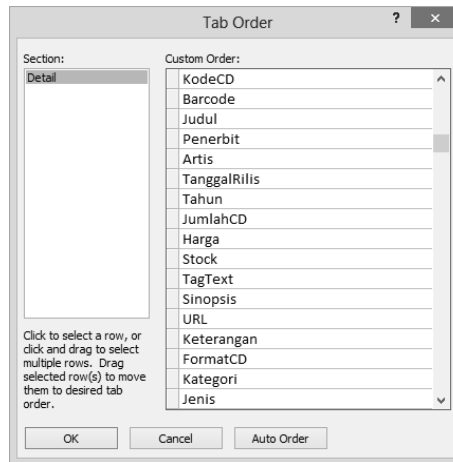 Tab Order
?
×
Section:
Detail
Click to select a row, or
click and drag to select
multiple rows. Drag
selected row(s) to move
them to desired tab
order.
Custom Order:
KodeCD
Barcode
Judul
Penerbit
Artis
TanggalRilis
Tahun
JumlahCD
Harga
Stock
TagText
Sinopsis
URL
Keterangan
FormatCD
Kategori
Jenis
OK
Cancel
Auto Order